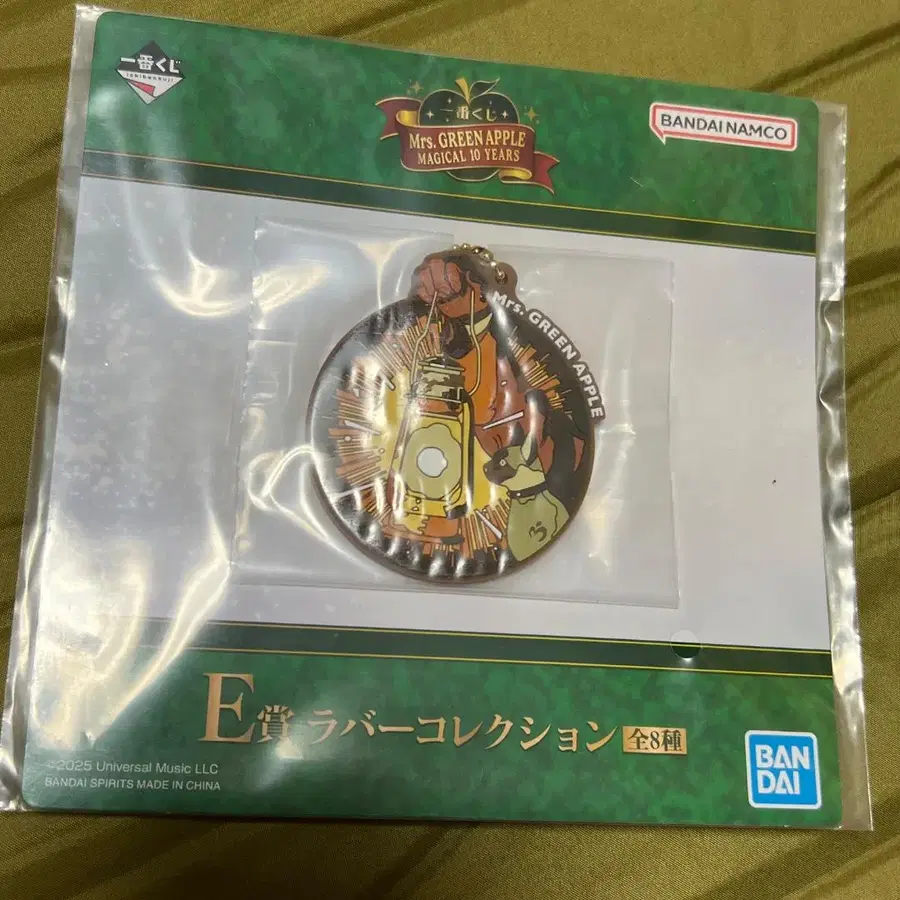 一番くじ
ichibankuji
一番くじ
Mrs. GREEN APPLE
MAGICAL 10 YEARS
BANDAI NAMCO
Mrs. GREEN APPLE
E賞 ラバーコレクション 全8種
©2025 Universal Music LLC
BANDAI SPIRITS MADE IN CHINA
BAN
DAI